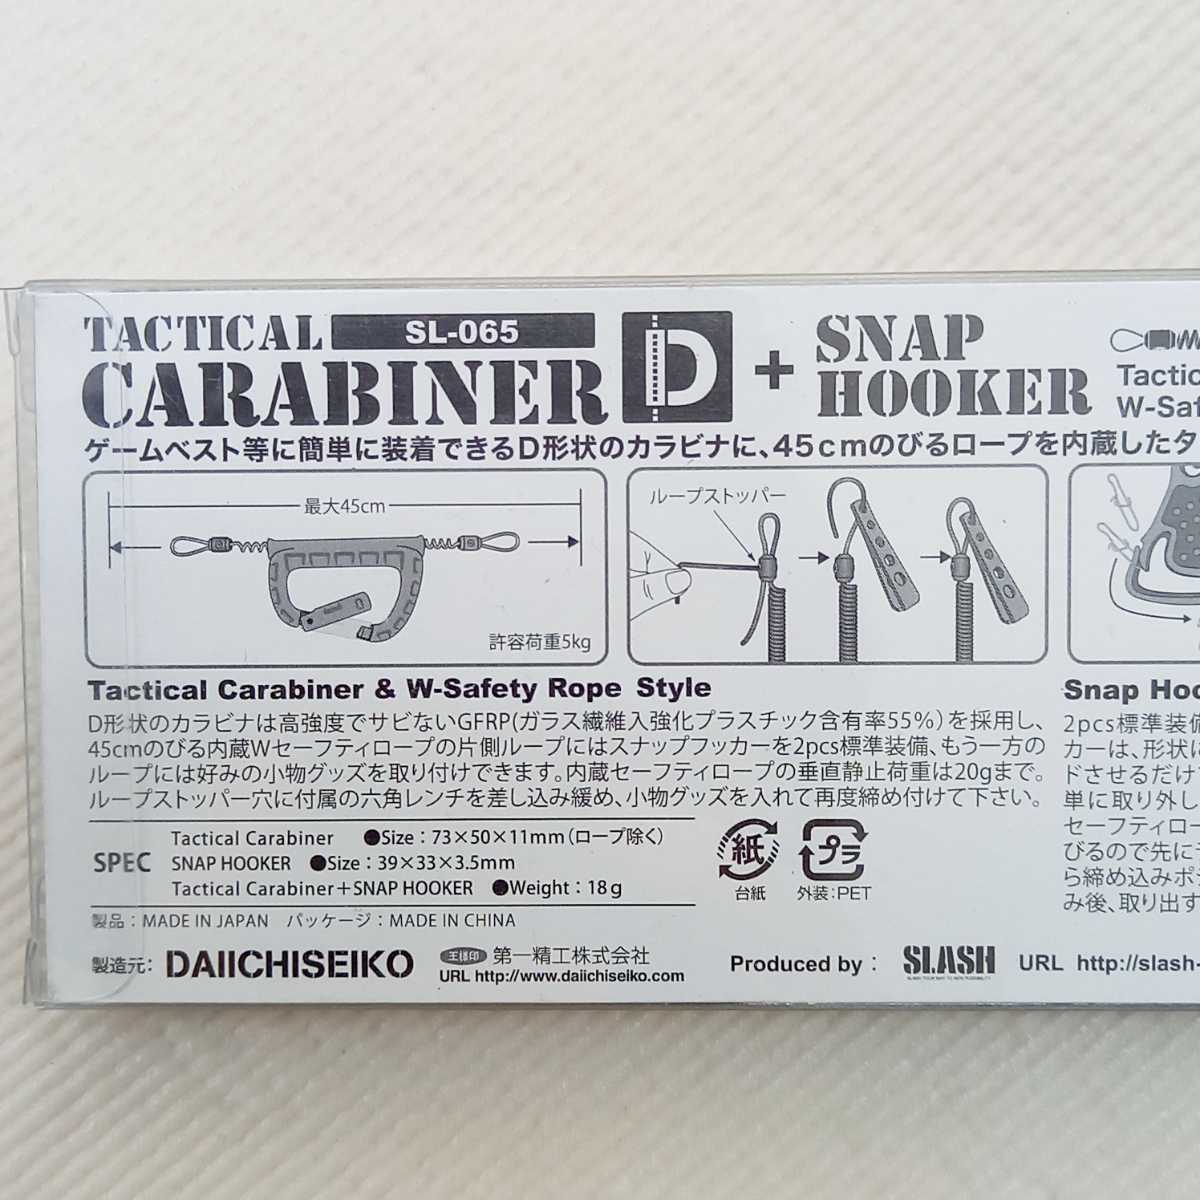 TACTICAL SL-065
CARABINER D + SNAP HOOKER
Tactic
W-Saf
ゲームベスト等に簡単に装着できるD形状のカラビナに、45cmのびるロープを内蔵したタ
最大45cm
許容荷重5kg
ループストッパー
Tactical Carabiner & W-Safety Rope Style
D形状のカラビナは高強度でサビないGFRP(ガラス繊維入強化プラスチック含有率55%)を採用し、
45cmのびる内蔵Wセーフティロープの片側ループにはスナップフッカーを2pcs標準装備、もう一方の
ループには好みの小物グッズを取り付けできます。内蔵セーフティロープの垂直静止荷重は20gまで。
ループストッパー穴に付属の六角レンチを差し込み緩め、小物グッズを入れて再度締め付けて下さい。
Snap Hoo
2pcs標準装備
カーは、形状に
ドさせるだけで
単に取り外し
セーフティロー
びるので先に
ら締め込みポ
み後、取り出す
SPEC
Tactical Carabiner ●Size:73×50×11mm(ロープ除く)
SNAP HOOKER ●Size:39×33×3.5mm
Tactical Carabiner+SNAP HOOKER ●Weight:18g
紙
台紙
プラ
外装:PET
製品:MADE IN JAPAN パッケージ:MADE IN CHINA
製造元: DAIICHISEIKO 王様印 第一精工株式会社
URL http://www.daiichiseiko.com
Produced by: SLASH URL http://slash-